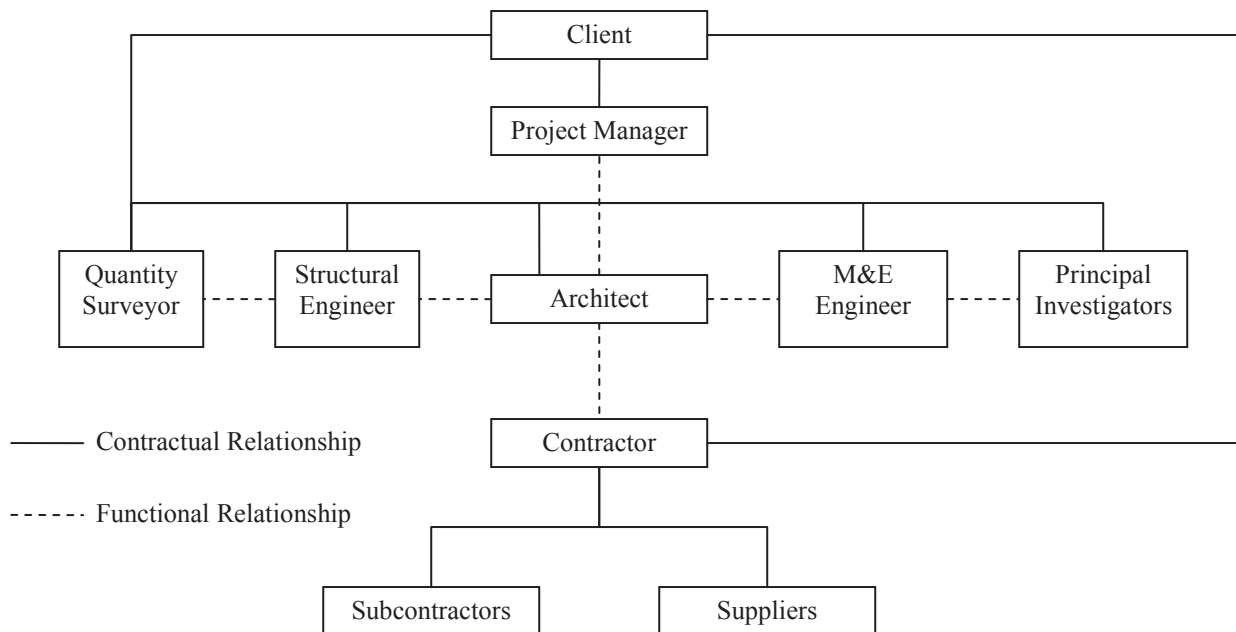 Client
Project Manager
Quantity
Surveyor
Structural
Engineer
Architect
M&E
Engineer
Principal
Investigators
Contractual Relationship
Contractor
Functional Relationship
Subcontractors
Suppliers